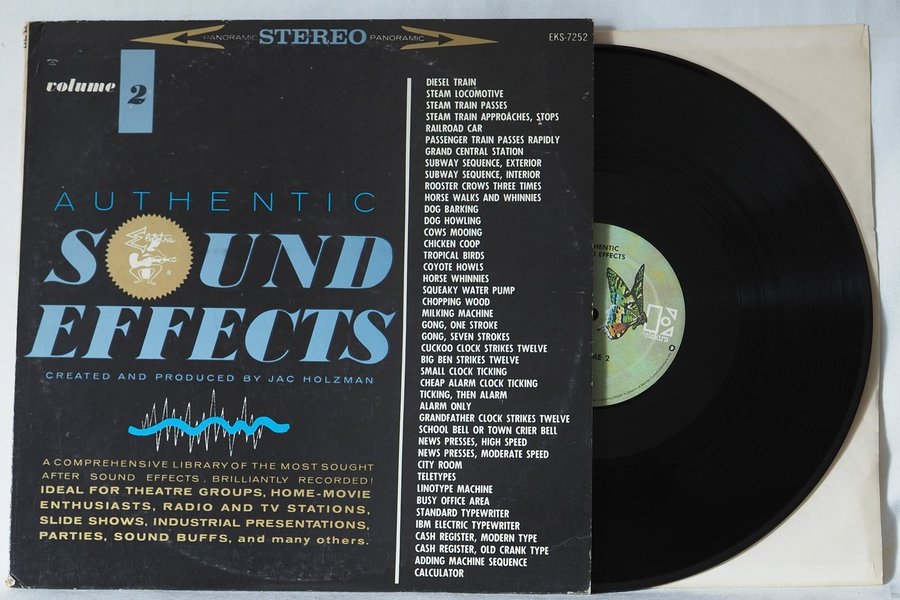 PANORAMIC STEREO PANORAMIC
EKS-7252
volume 2
AUTHENTIC
SOUND
Elektra
EFFECTS
CREATED AND PRODUCED BY JAC HOLZMAN
A COMPREHENSIVE LIBRARY OF THE MOST SOUGHT
AFTER SOUND EFFECTS, BRILLIANTLY RECORDED!
IDEAL FOR THEATRE GROUPS, HOME-MOVIE
ENTHUSIASTS, RADIO AND TV STATIONS,
SLIDE SHOWS, INDUSTRIAL PRESENTATIONS,
PARTIES, SOUND BUFFS, and many others.
DIESEL TRAIN
STEAM LOCOMOTIVE
STEAM TRAIN PASSES
STEAM TRAIN APPROACHES, STOPS
RAILROAD CAR
PASSENGER TRAIN PASSES RAPIDLY
GRAND CENTRAL STATION
SUBWAY SEQUENCE, EXTERIOR
SUBWAY SEQUENCE, INTERIOR
ROOSTER CROWS THREE TIMES
HORSE WALKS AND WHINNIES
DOG BARKING
DOG HOWLING
COWS MOOING
CHICKEN COOP
TROPICAL BIRDS
COYOTE HOWLS
HORSE WHINNIES
SQUEAKY WATER PUMP
CHOPPING WOOD
MILKING MACHINE
GONG, ONE STROKE
GONG, SEVEN STROKES
CUCKOO CLOCK STRIKES TWELVE
BIG BEN STRIKES TWELVE
SMALL CLOCK TICKING
CHEAP ALARM CLOCK TICKING
TICKING, THEN ALARM
ALARM ONLY
GRANDFATHER CLOCK STRIKES TWELVE
SCHOOL BELL OR TOWN CRIER BELL
NEWS PRESSES, HIGH SPEED
NEWS PRESSES, MODERATE SPEED
CITY ROOM
TELETYPES
LINOTYPE MACHINE
BUSY OFFICE AREA
STANDARD TYPEWRITER
IBM ELECTRIC TYPEWRITER
CASH REGISTER, MODERN TYPE
CASH REGISTER, OLD CRANK TYPE
ADDING MACHINE SEQUENCE
CALCULATOR
HENTIC
EFFECTS
elektra
ME 2